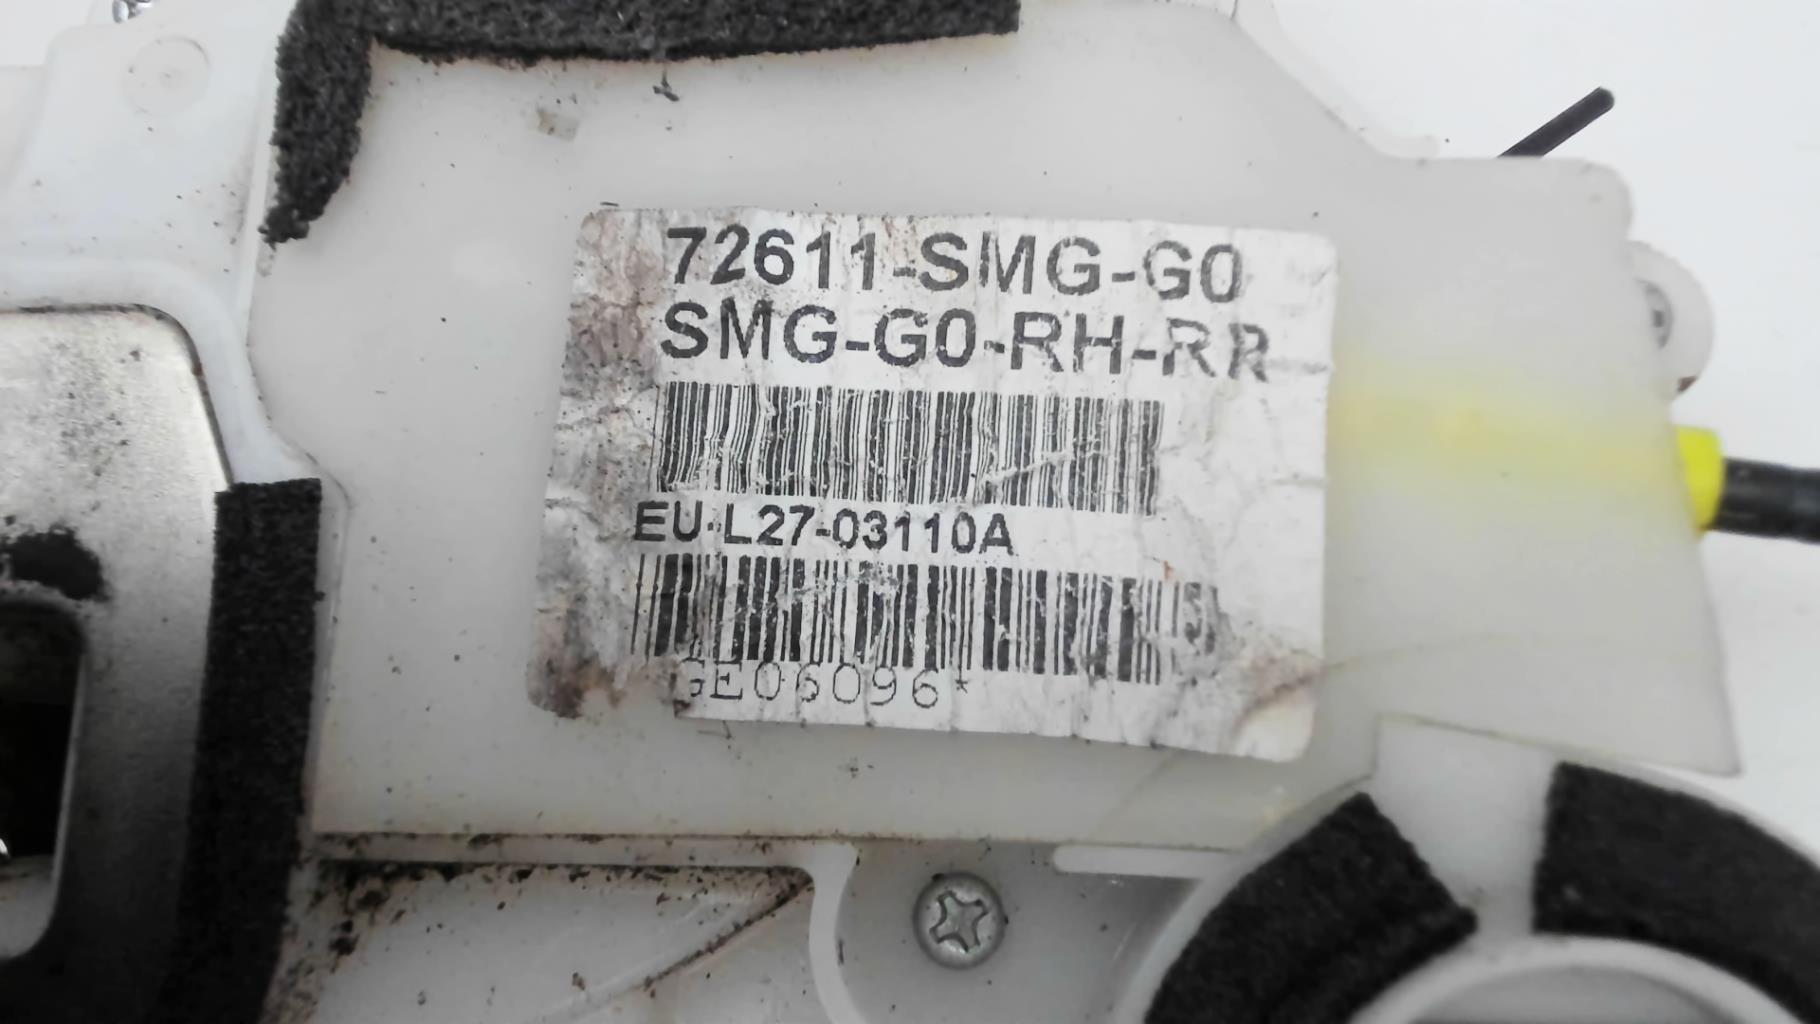 72611-SMG-G0
SMG-G0-RH-RR
EU-L27-03110A
GE06096*